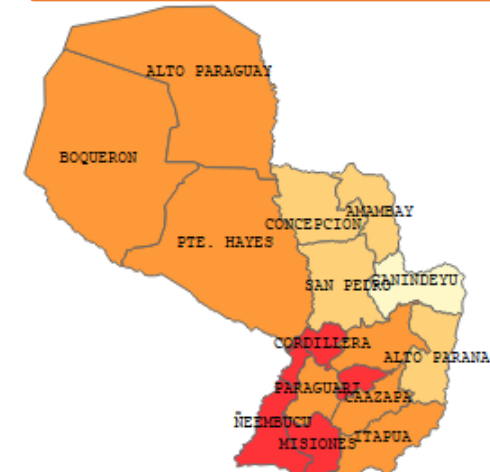 ALTO PARAGUAY
BOQUERON
AMAMBAY
CONCEPCION
PTE. HAYES
CANINDEYU
SAN PEDRO
CORDILLERA
ALTO PARANA
PARAGUARI
CAAZAPA
ÑEEMBUCU
ITAPUA
MISIONES